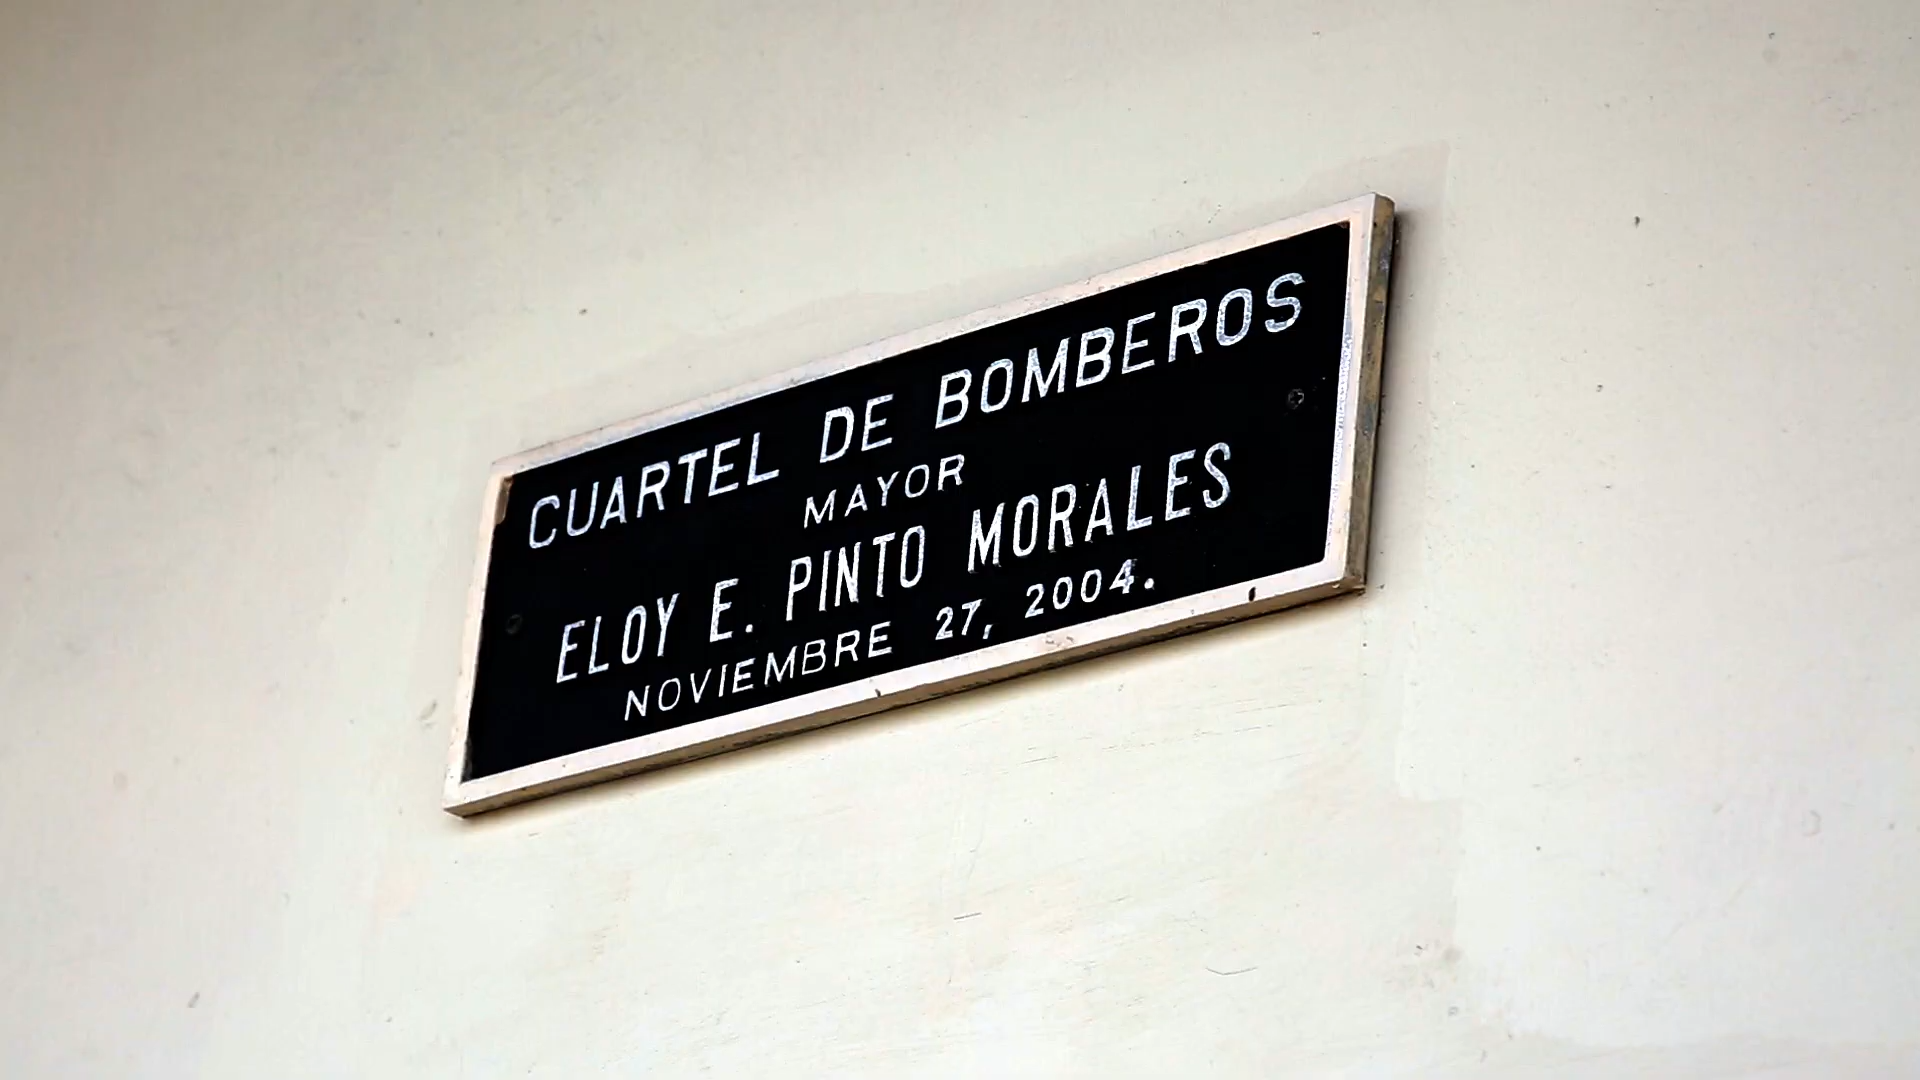 CUARTEL DE BOMBEROS
MAYOR
ELOY E. PINTO MORALES
NOVIEMBRE 27, 2004.